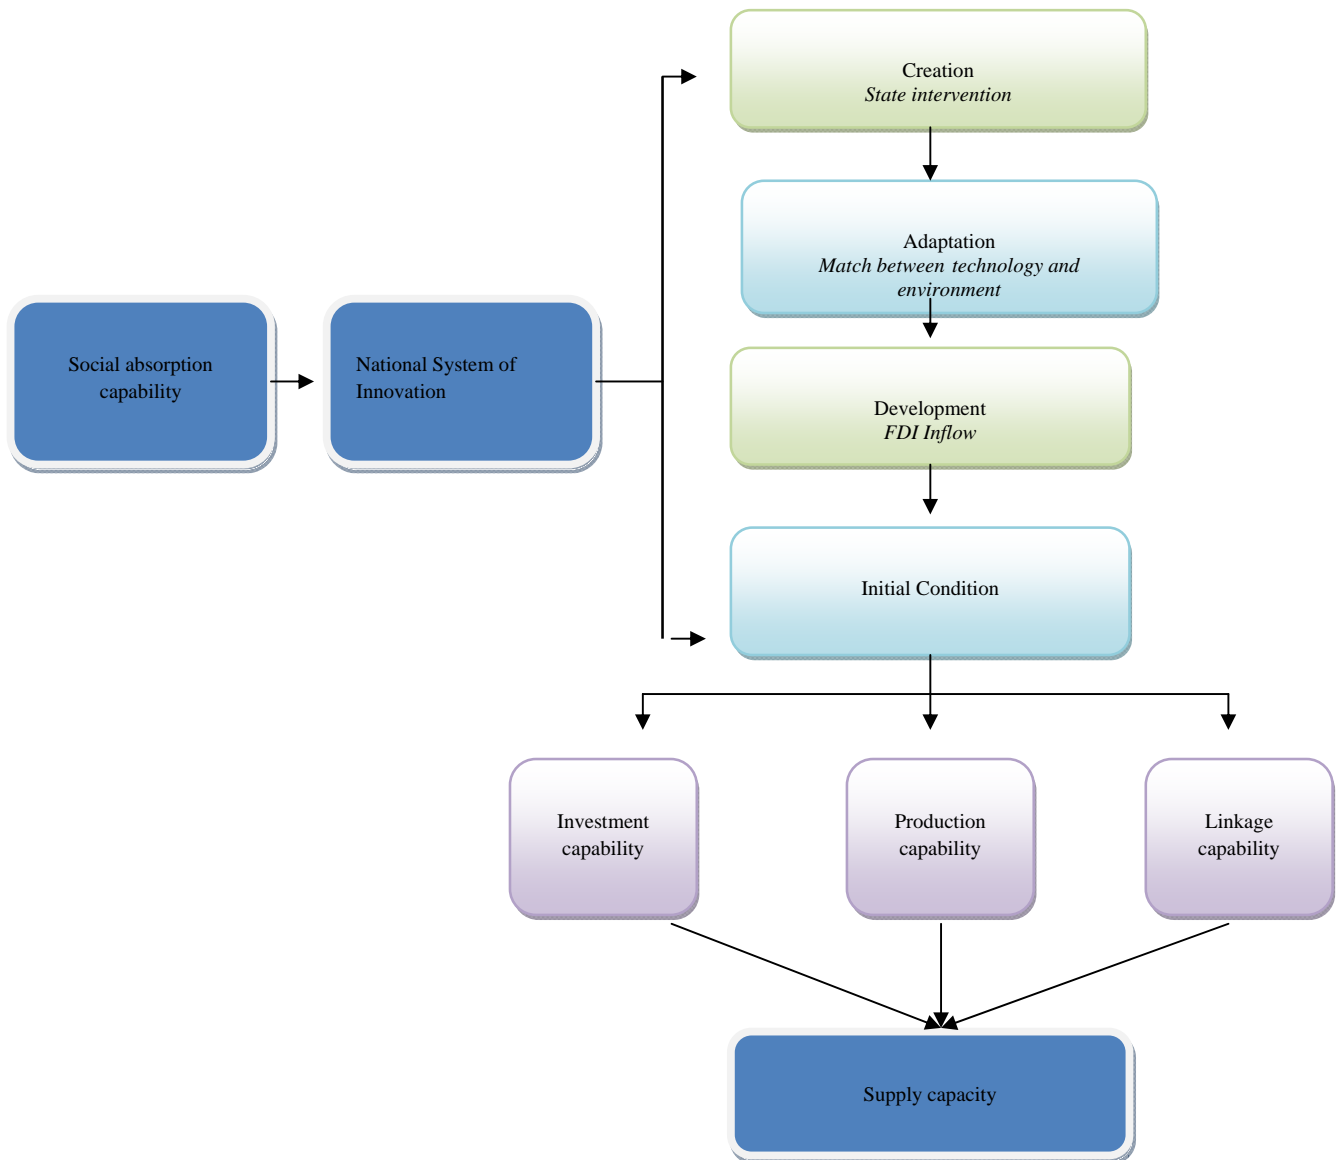 Creation
State intervention
Adaptation
Match between technology and
environment
Social absorption
capability
National System of
Innovation
Development
FDI Inflow
Initial Condition
Investment
capability
Production
capability
Linkage
capability
Supply capacity